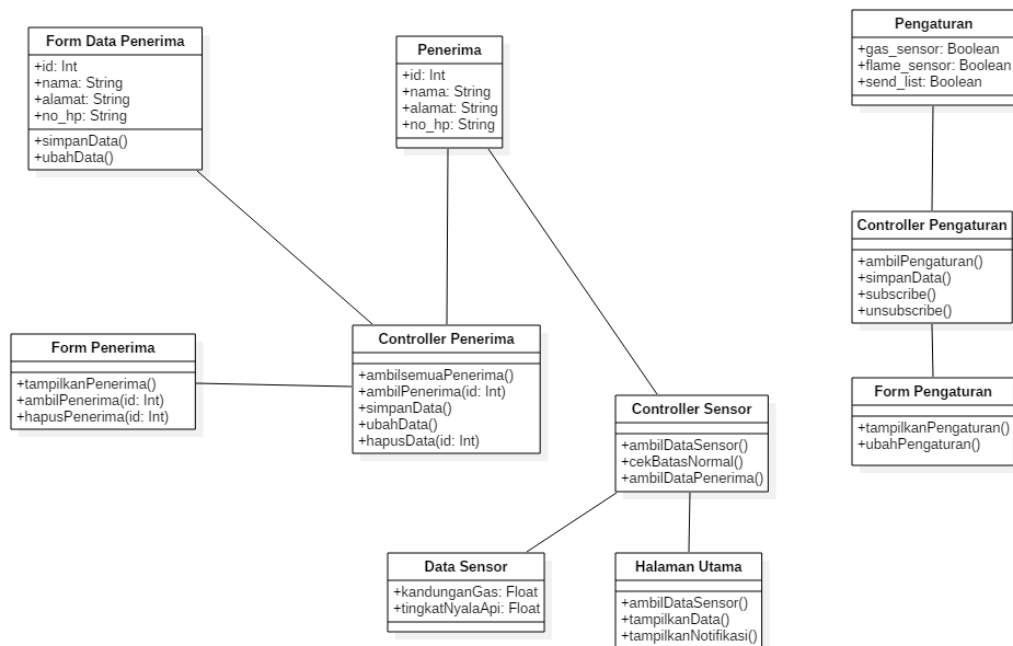 Form Data Penerima
+id: Int
+nama: String
+alamat: String
+no_hp: String
+simpanData()
+ubahData()
Penerima
+id: Int
+nama: String
+alamat: String
+no_hp: String
Pengaturan
+gas_sensor: Boolean
+flame_sensor: Boolean
+send_list: Boolean
Controller Pengaturan
+ambilPengaturan()
+simpanData()
+subscribe()
+unsubscribe()
Form Penerima
+tampilkanPenerima()
+ambilPenerima(id: Int)
+hapusPenerima(id: Int)
Controller Penerima
+ambilsemuaPenerima()
+ambilPenerima(id: Int)
+simpanData()
+ubahData()
+hapusData(id: Int)
Controller Sensor
+ambilDataSensor()
+cekBatasNormal()
+ambilDataPenerima()
Form Pengaturan
+tampilkanPengaturan()
+ubahPengaturan()
Data Sensor
+kandunganGas: Float
+tingkatNyalaApi: Float
Halaman Utama
+ambilDataSensor()
+tampilkanData()
+tampilkanNotifikasi()